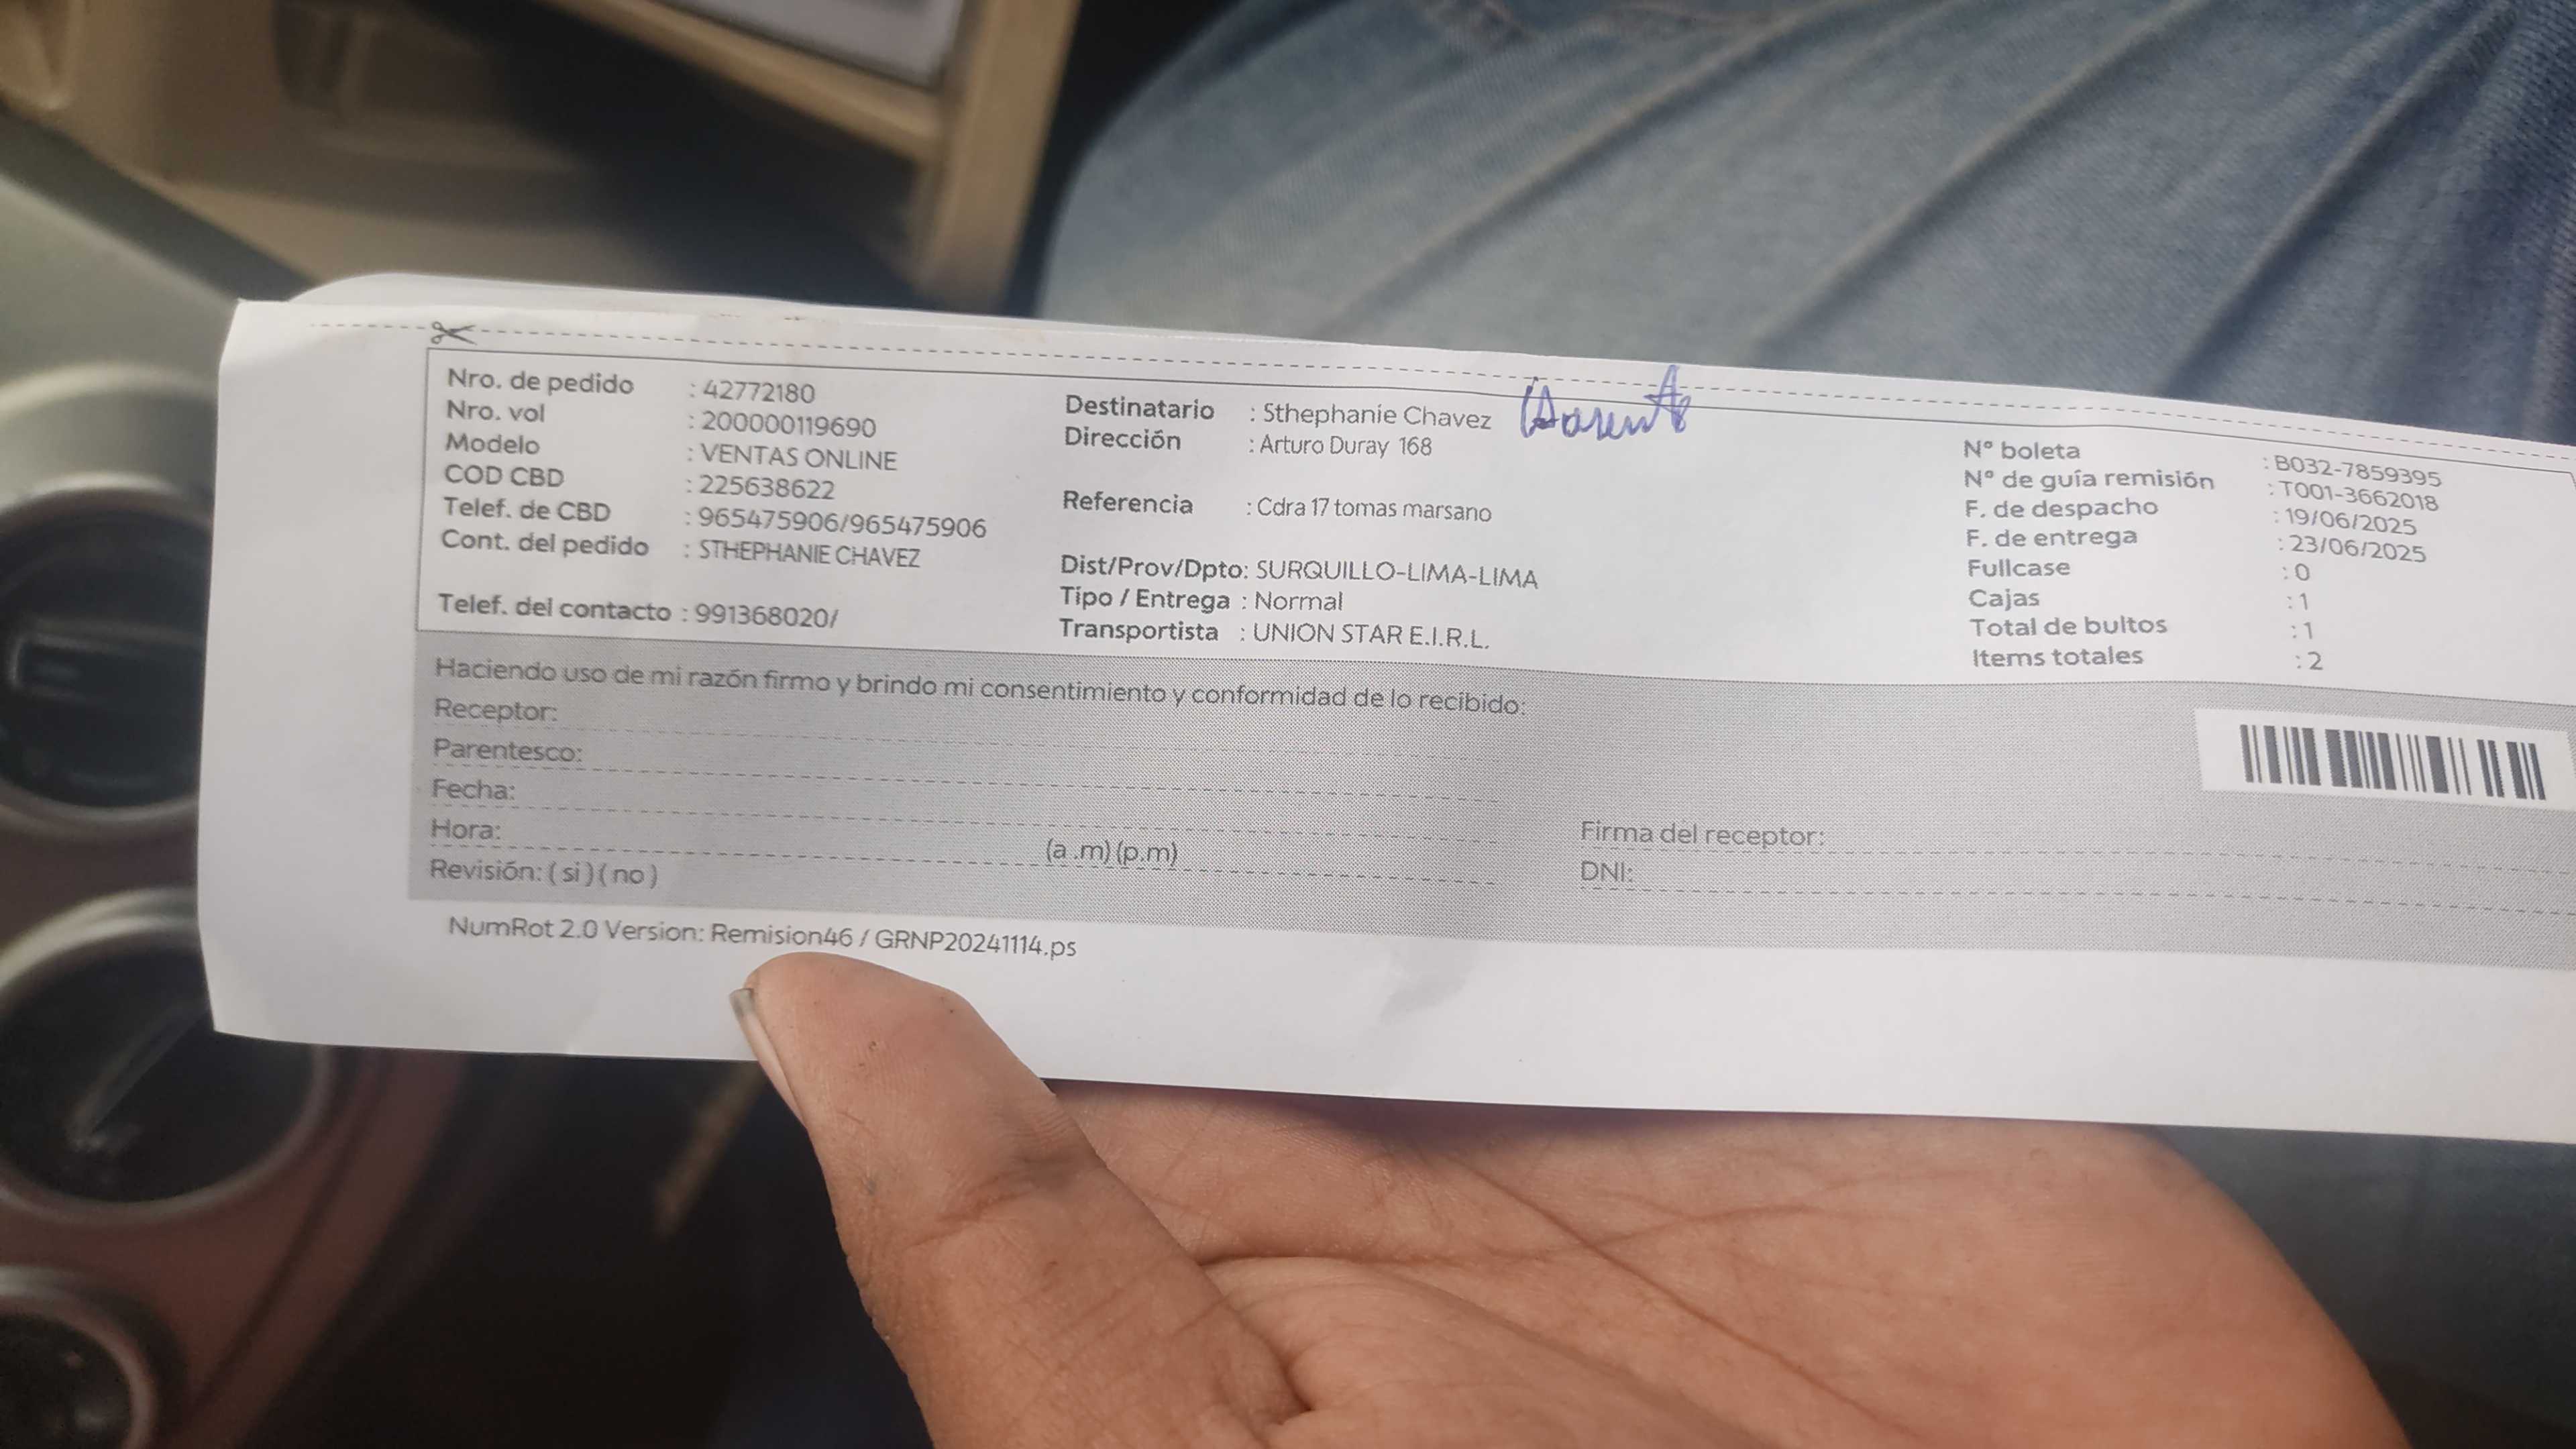 Nro. de pedido : 42772180
Nro. vol : 200000119690
Modelo : VENTAS ONLINE
COD CBD : 225638622
Telef. de CBD : 965475906/965475906
Cont. del pedido : STHEPHANIE CHAVEZ
Telef. del contacto : 991368020/
Destinatario : Sthephanie Chavez
Dirección : Arturo Duray 168
Referencia : Cdra 17 tomas marsano
Dist/Prov/Dpto: SURQUILLO-LIMA-LIMA
Tipo / Entrega : Normal
Transportista : UNION STAR E.I.R.L.
N° boleta : B032-7859395
N° de guía remisión : T001-3662018
F. de despacho : 19/06/2025
F. de entrega : 23/06/2025
Fullcase : 0
Cajas : 1
Total de bultos : 1
Items totales : 2
Haciendo uso de mi razón firmo y brindo mi consentimiento y conformidad de lo recibido:
Receptor:
Parentesco:
Fecha:
Hora: (a .m) (p.m)
Revisión: ( si ) ( no )
Firma del receptor:
DNI:
NumRot 2.0 Version: Remision46 / GRNP20241114.ps